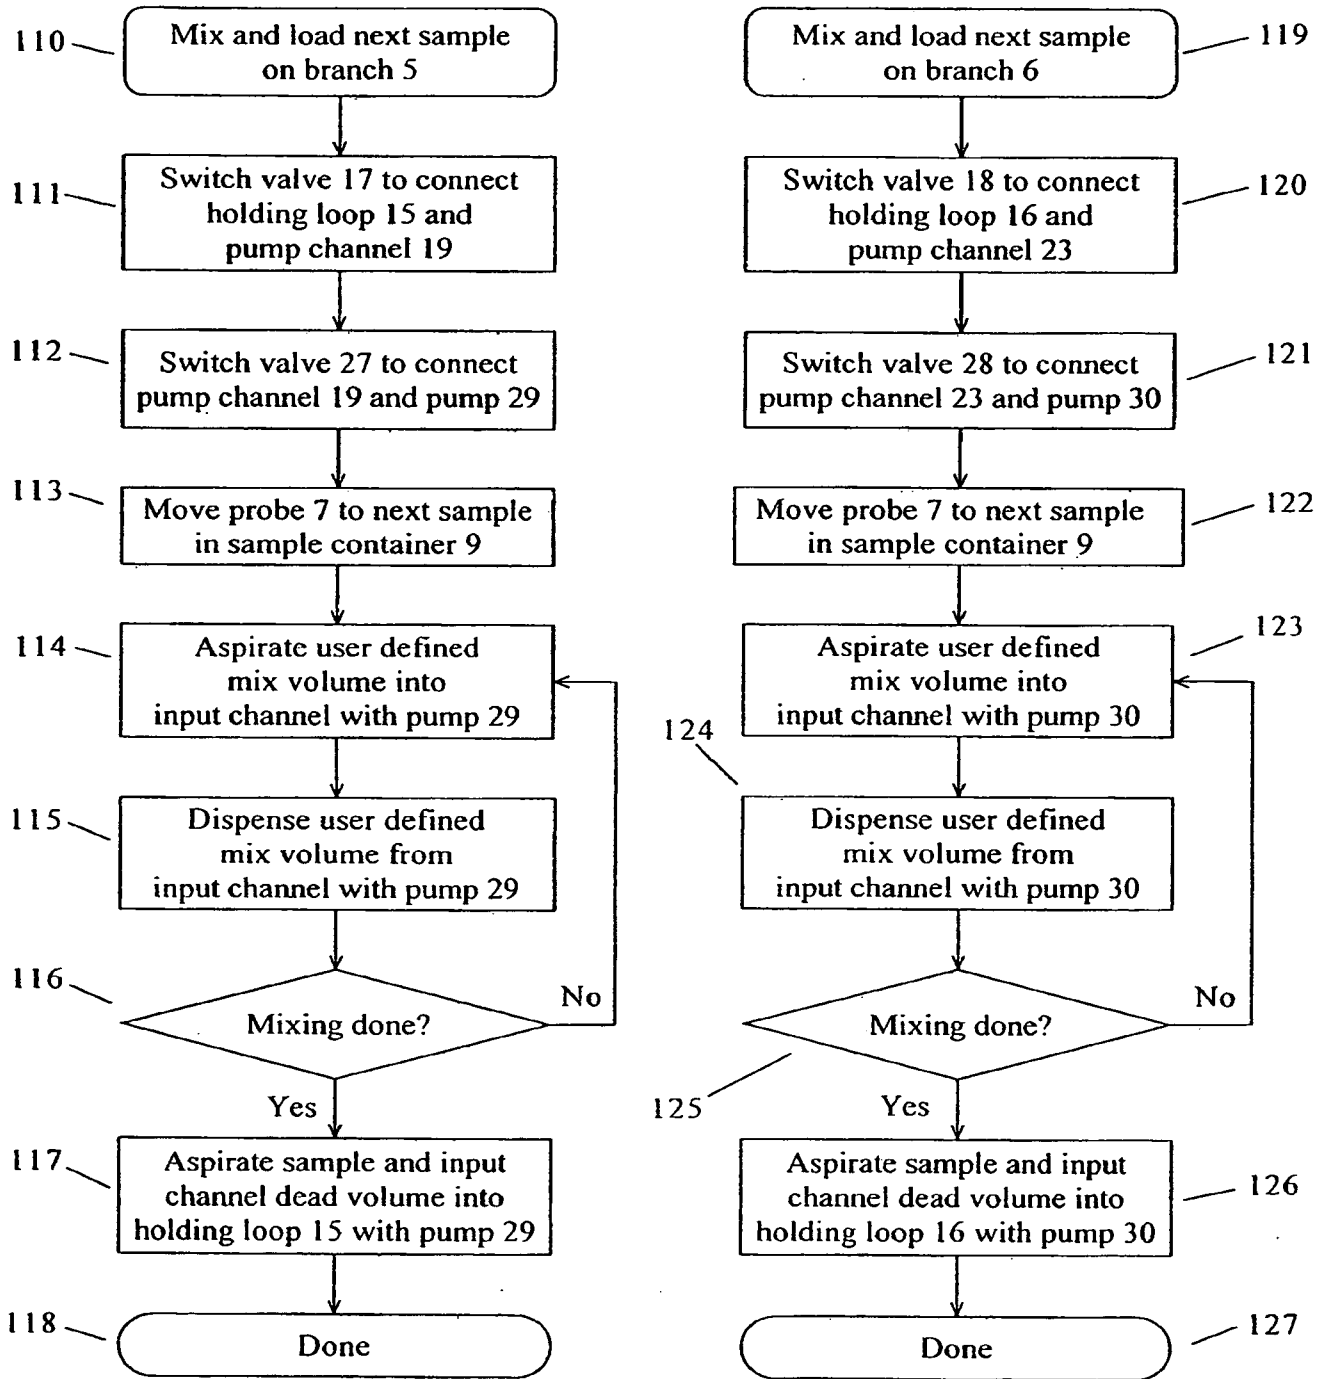 110
Mix and load next sample
on branch 5
111
Switch valve 17 to connect
holding loop 15 and
pump channel 19
112
Switch valve 27 to connect
pump channel 19 and pump 29
113
Move probe 7 to next sample
in sample container 9
114
Aspirate user defined
mix volume into
input channel with pump 29
115
Dispense user defined
mix volume from
input channel with pump 29
116
Mixing done?
No
Yes
117
Aspirate sample and input
channel dead volume into
holding loop 15 with pump 29
118
Done
Mix and load next sample
on branch 6
119
Switch valve 18 to connect
holding loop 16 and
pump channel 23
120
Switch valve 28 to connect
pump channel 23 and pump 30
121
Move probe 7 to next sample
in sample container 9
122
Aspirate user defined
mix volume into
input channel with pump 30
123
124
Dispense user defined
mix volume from
input channel with pump 30
Mixing done?
No
125
Yes
Aspirate sample and input
channel dead volume into
holding loop 16 with pump 30
126
Done
127